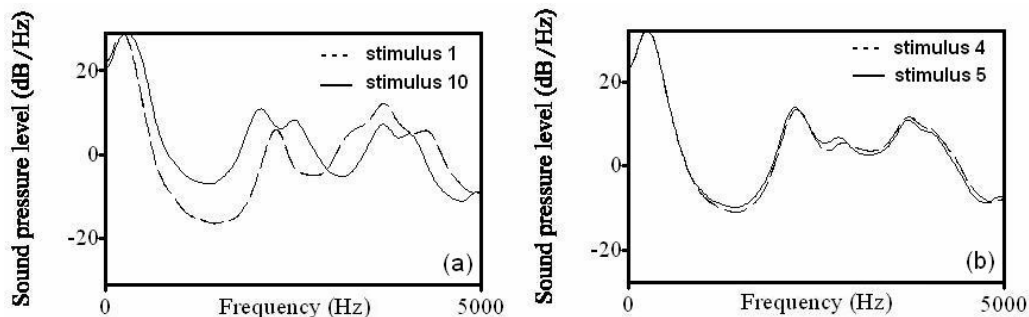 Sound pressure level (dB/Hz)
20
0
-20
stimulus 1
stimulus 10
(a)
0
Frequency (Hz)
5000
Sound pressure level (dB/Hz)
20
0
-20
stimulus 4
stimulus 5
(b)
0
Frequency (Hz)
5000